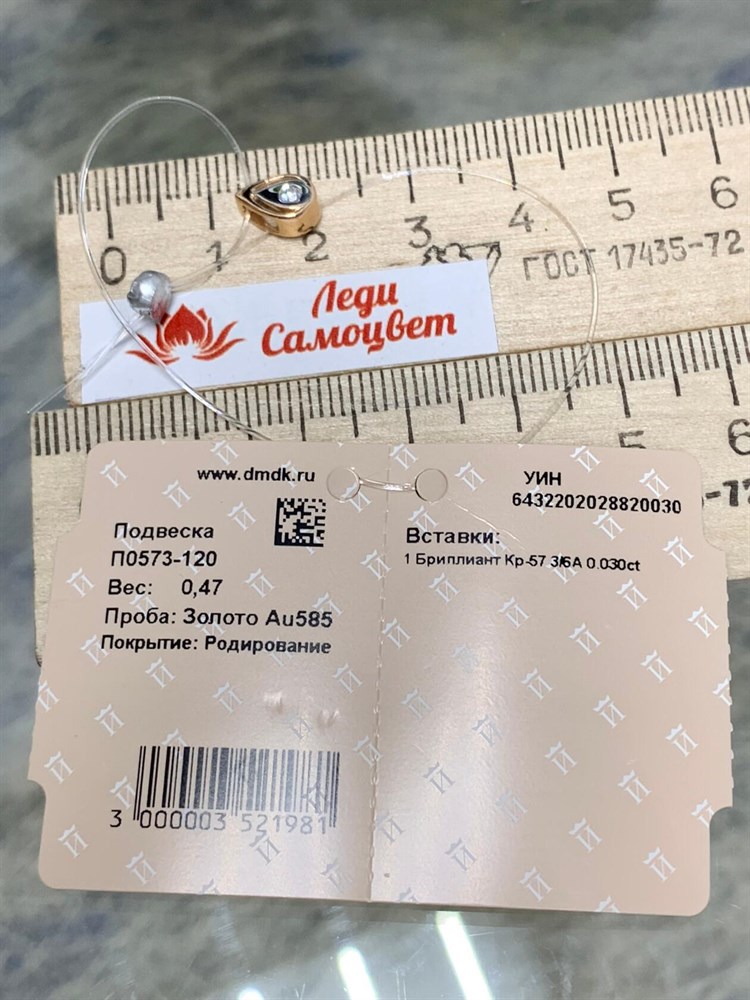 0 1 2 3 4 5 6
ГОСТ 17435-72
Леди
Самоцвет
5 6
www.dmdk.ru
Подвеска
П0573-120
Вес: 0,47
Проба: Золото Au585
Покрытие: Родирование
3 000003 521981
УИН
6432202028820030
Вставки:
1 Бриллиант Кр-57 3/6А 0.030ct